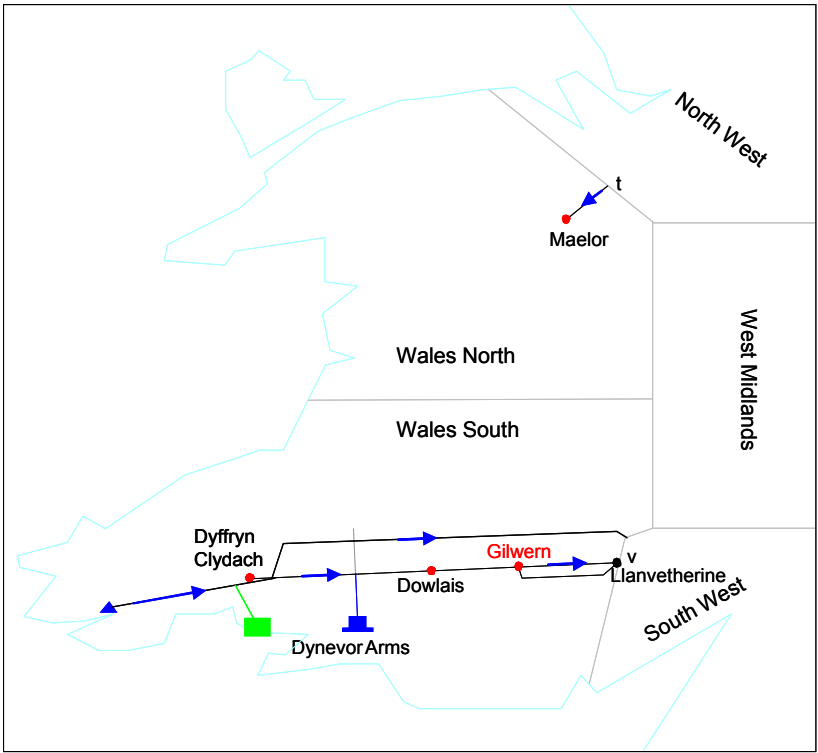 North West
t
Maelor
West Midlands
Wales North
Wales South
Dyffryn
Clydach
Gilwern
v
Llanvetherine
Dowlais
South West
Dynevor Arms